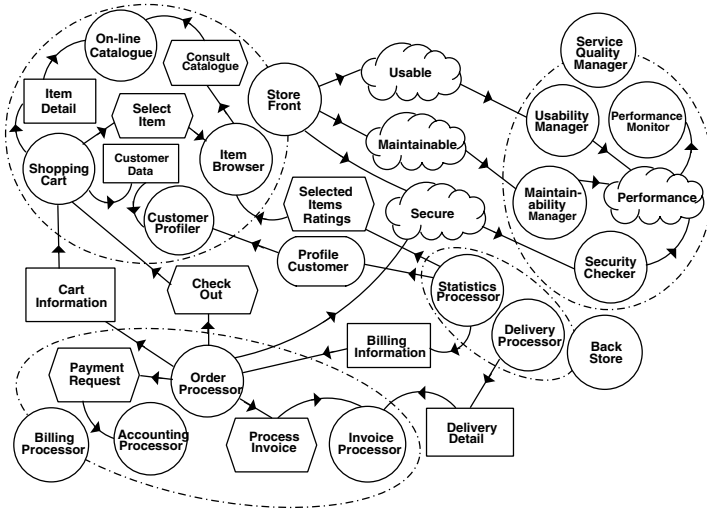 On-line
Catalogue
Consult
Catalogue
Service
Quality
Manager
Usable
Item
Detail
Select
Item
Store
Front
Usability
Manager
Performance
Monitor
Maintainable
Shopping
Cart
Customer
Data
Item
Browser
Selected
Items
Ratings
Secure
Maintain-
ability
Manager
Performance
Customer
Profiler
Profile
Customer
Security
Checker
Cart
Information
Check
Out
Statistics
Processor
Billing
Information
Delivery
Processor
Back
Store
Payment
Request
Order
Processor
Billing
Processor
Accounting
Processor
Process
Invoice
Invoice
Processor
Delivery
Detail